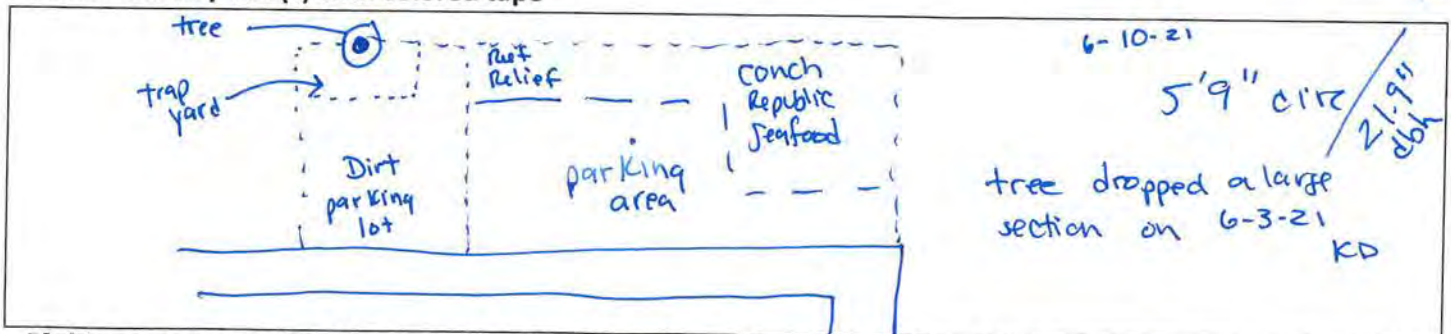 tree
trap
yard
Dirt
parking
lot
Reef
Relief
parking
area
conch
Republic
Seafood
6-10-21
5'9" circ
21.9"
dbh
tree dropped a large
section on 6-3-21
KD